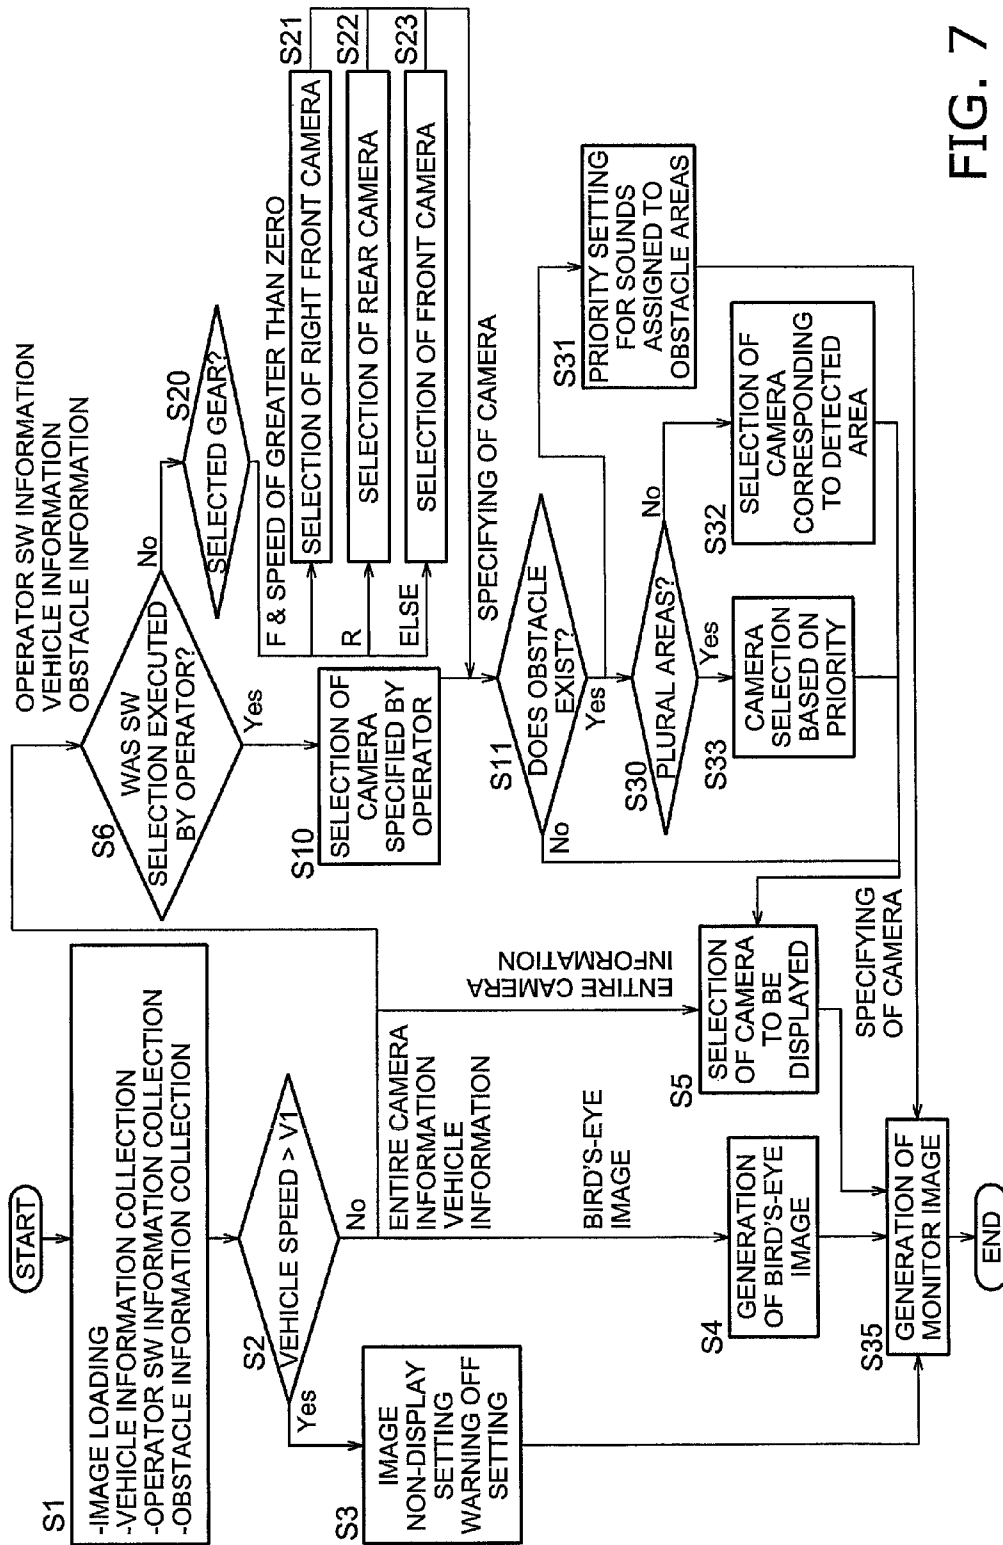 START
S1
-IMAGE LOADING
-VEHICLE INFORMATION COLLECTION
-OPERATOR SW INFORMATION COLLECTION
-OBSTACLE INFORMATION COLLECTION
S2
VEHICLE SPEED > V1
Yes
No
S3
IMAGE
NON-DISPLAY
SETTING
WARNING OFF
SETTING
ENTIRE CAMERA
INFORMATION
VEHICLE
INFORMATION
BIRD'S-EYE
IMAGE
S4
GENERATION
OF BIRD'S-EYE
IMAGE
ENTIRE CAMERA
INFORMATION
S5
SELECTION
OF CAMERA
TO BE
DISPLAYED
SPECIFYING
OF CAMERA
S35
GENERATION OF
MONITOR IMAGE
END
OPERATOR SW INFORMATION
VEHICLE INFORMATION
OBSTACLE INFORMATION
S6
WAS SW
SELECTION EXECUTED
BY OPERATOR?
Yes
No
S10
SELECTION OF
CAMERA
SPECIFIED BY
OPERATOR
S20
SELECTED GEAR?
F & SPEED OF GREATER THAN ZERO
SELECTION OF RIGHT FRONT CAMERA
S21
R
SELECTION OF REAR CAMERA
S22
ELSE
SELECTION OF FRONT CAMERA
S23
SPECIFYING OF CAMERA
S11
DOES OBSTACLE
EXIST?
No
Yes
S30
PLURAL AREAS?
No
Yes
S31
PRIORITY SETTING
FOR SOUNDS
ASSIGNED TO
OBSTACLE AREAS
S32
SELECTION OF
CAMERA
CORRESPONDING
TO DETECTED
AREA
S33
CAMERA
SELECTION
BASED ON
PRIORITY
FIG. 7